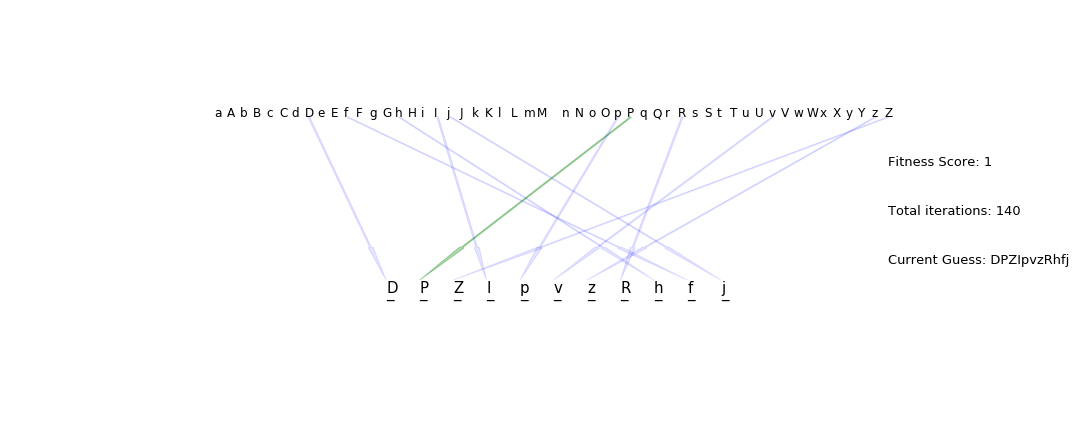 a A b B c C d D e E f F g G h H i I j J k K l L m M n N o O p P q Q r R s S t T u U v V w W x X y Y z Z
Fitness Score: 1
Total iterations: 140
Current Guess: DPZIpvzRhfj
D P Z I p v z R h f j